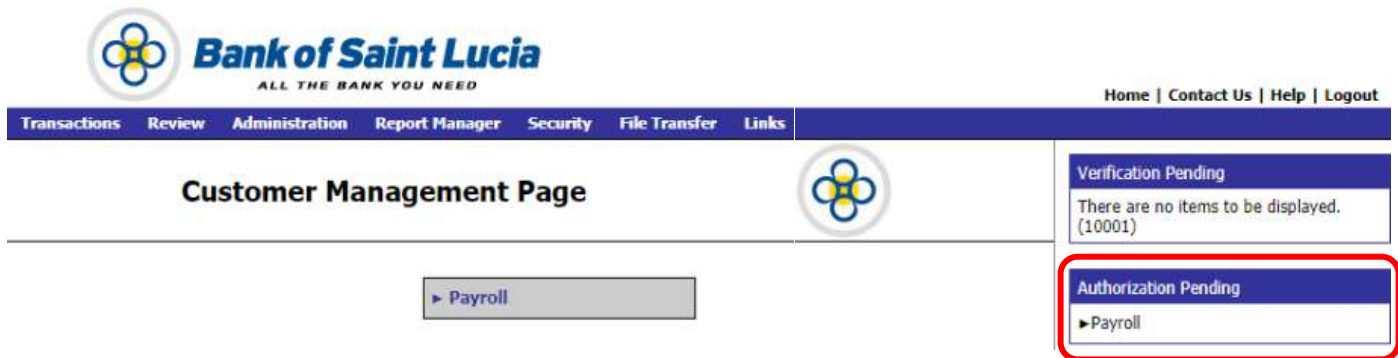 Bank of Saint Lucia
ALL THE BANK YOU NEED
Home | Contact Us | Help | Logout
Transactions Review Administration Report Manager Security File Transfer Links
Customer Management Page
Verification Pending
There are no items to be displayed.
(10001)
► Payroll
Authorization Pending
►Payroll